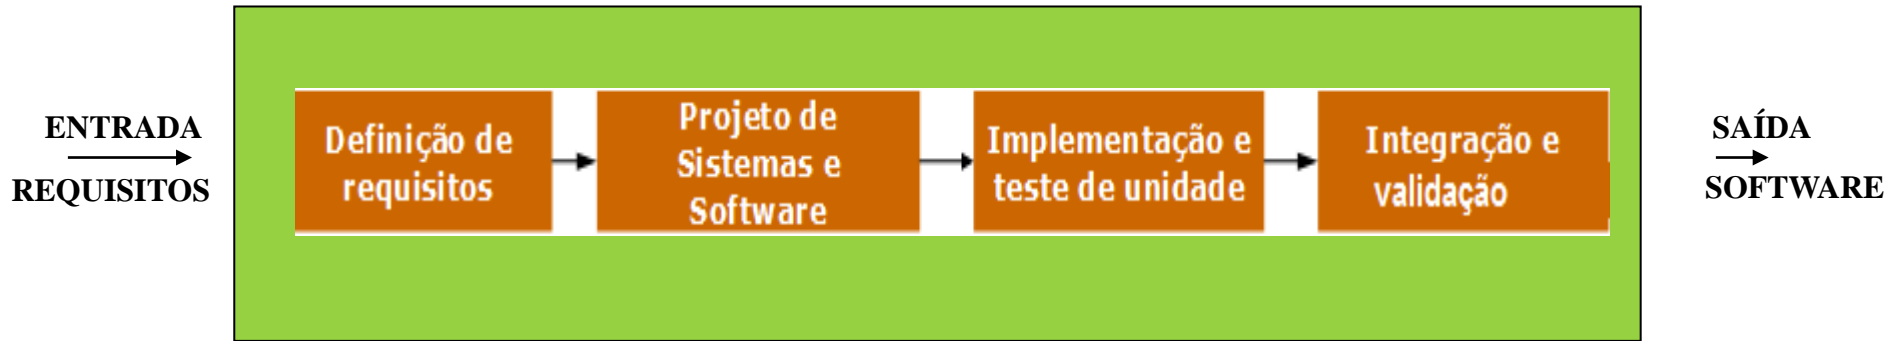 ENTRADA
REQUISITOS
Definição de
requisitos
Projeto de
Sistemas e
Software
Implementação e
teste de unidade
Integração e
validação
SAÍDA
SOFTWARE